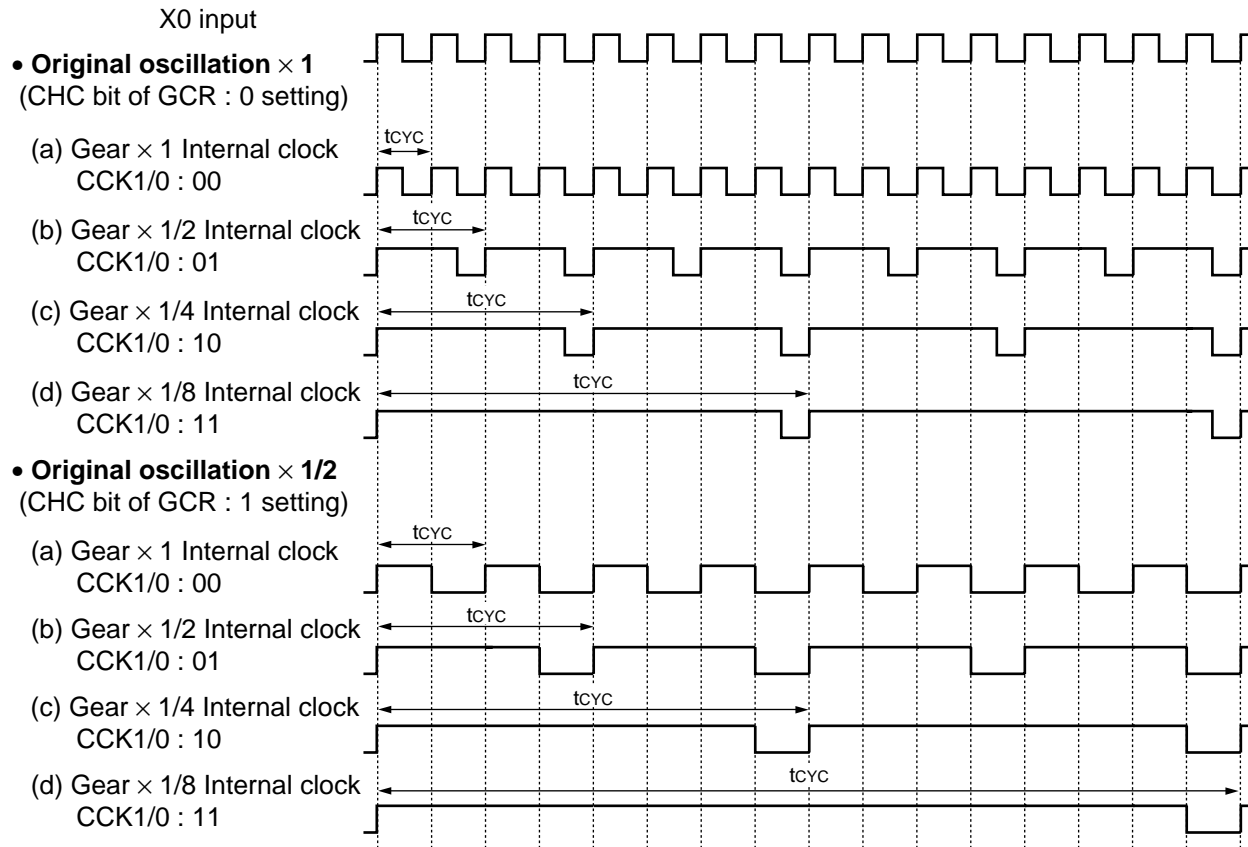 X0 input
• Original oscillation × 1
(CHC bit of GCR : 0 setting)
tCYC
(a) Gear × 1 Internal clock
CCK1/0 : 00
tCYC
(b) Gear × 1/2 Internal clock
CCK1/0 : 01
tCYC
(c) Gear × 1/4 Internal clock
CCK1/0 : 10
tCYC
(d) Gear × 1/8 Internal clock
CCK1/0 : 11
• Original oscillation × 1/2
(CHC bit of GCR : 1 setting)
tCYC
(a) Gear × 1 Internal clock
CCK1/0 : 00
tCYC
(b) Gear × 1/2 Internal clock
CCK1/0 : 01
tCYC
(c) Gear × 1/4 Internal clock
CCK1/0 : 10
tCYC
(d) Gear × 1/8 Internal clock
CCK1/0 : 11